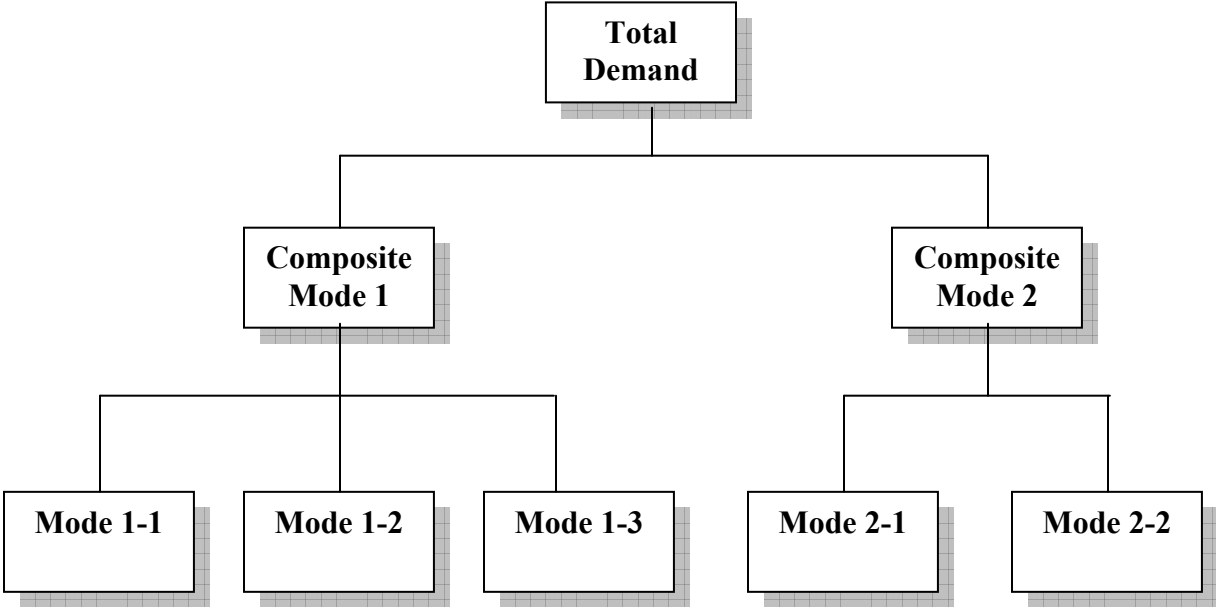 Total
Demand
Composite
Mode 1
Composite
Mode 2
Mode 1-1
Mode 1-2
Mode 1-3
Mode 2-1
Mode 2-2